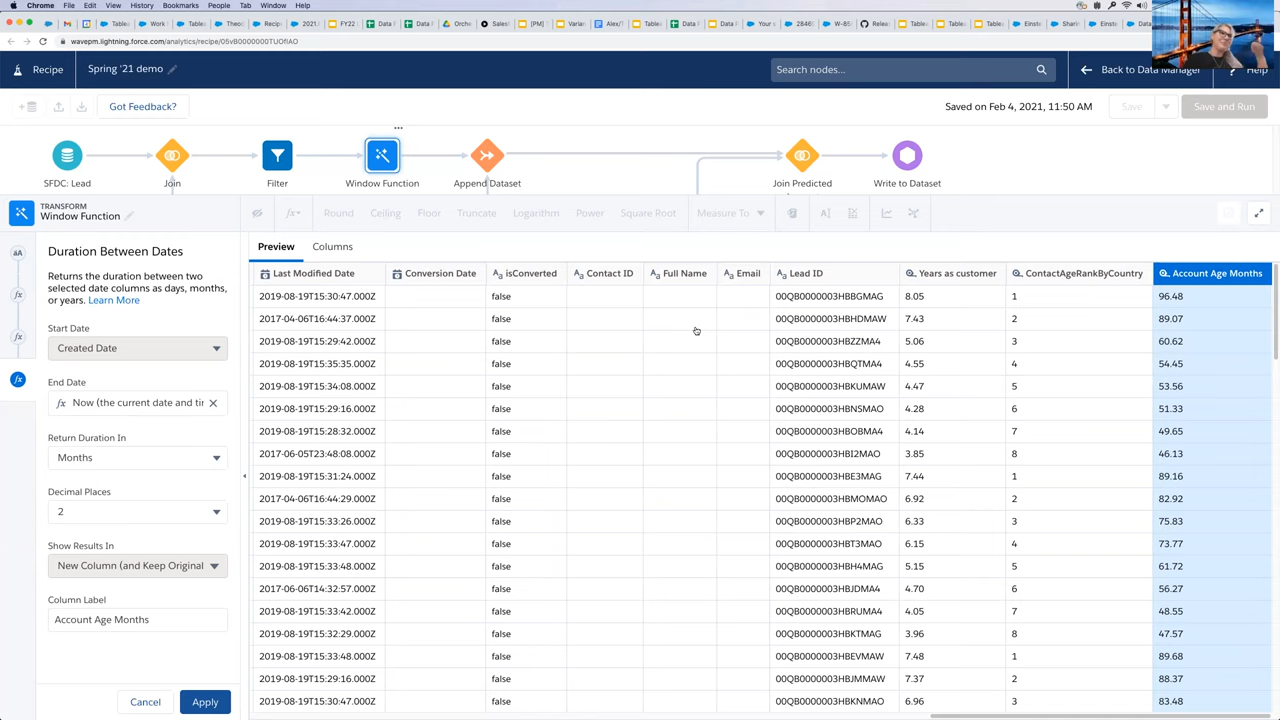 Chrome File Edit View History Bookmarks People Tab Window Help
wavepm.lightning.force.com/analytics/recipe/05vB0000000TUOfIAO
Recipe
Spring '21 demo
Search nodes...
Back to Data Manager
Help
Got Feedback?
Saved on Feb 4, 2021, 11:50 AM
Save
Save and Run
SFDC: Lead
Join
Filter
Window Function
Append Dataset
Join Predicted
Write to Dataset
TRANSFORM
Window Function
Round Ceiling Floor Truncate Logarithm Power Square Root Measure To
Duration Between Dates
Returns the duration between two
selected date columns as days, months,
or years. Learn More
Start Date
Created Date
End Date
fx Now (the current date and tir
Return Duration In
Months
Decimal Places
2
Show Results In
New Column (and Keep Original
Column Label
Account Age Months
Cancel
Apply
Preview Columns
Last Modified Date Conversion Date isConverted Contact ID Full Name Email Lead ID Years as customer ContactAgeRankByCountry Account Age Months
2019-08-19T15:30:47.000Z false 00QB0000003HBBGMAG 8.05 1 96.48
2017-04-06T16:44:37.000Z false 00QB0000003HBHDMAW 7.43 2 89.07
2019-08-19T15:29:42.000Z false 00QB0000003HBZZMA4 5.06 3 60.62
2019-08-19T15:35:35.000Z false 00QB0000003HBQTMA4 4.55 4 54.45
2019-08-19T15:34:08.000Z false 00QB0000003HBKUMAW 4.47 5 53.56
2019-08-19T15:29:16.000Z false 00QB0000003HBNSMAO 4.28 6 51.33
2019-08-19T15:28:32.000Z false 00QB0000003HBOBMA4 4.14 7 49.65
2017-06-05T23:48:08.000Z false 00QB0000003HBI2MAO 3.85 8 46.13
2019-08-19T15:31:24.000Z false 00QB0000003HBE3MAG 7.44 1 89.16
2017-04-06T16:44:29.000Z false 00QB0000003HBMOMAO 6.92 2 82.92
2019-08-19T15:33:26.000Z false 00QB0000003HBP2MAO 6.33 3 75.83
2019-08-19T15:33:47.000Z false 00QB0000003HBT3MAO 6.15 4 73.77
2019-08-19T15:33:48.000Z false 00QB0000003HBH4MAG 5.15 5 61.72
2017-06-06T14:32:57.000Z false 00QB0000003HBJDMA4 4.70 6 56.27
2019-08-19T15:33:42.000Z false 00QB0000003HBRUMA4 4.05 7 48.55
2019-08-19T15:32:29.000Z false 00QB0000003HBKTMAG 3.96 8 47.57
2019-08-19T15:33:48.000Z false 00QB0000003HBEVMAW 7.48 1 89.68
2019-08-19T15:29:16.000Z false 00QB0000003HBJMMAW 7.37 2 88.37
2019-08-19T15:30:47.000Z false 00QB0000003HBKNMAO 6.96 3 83.48